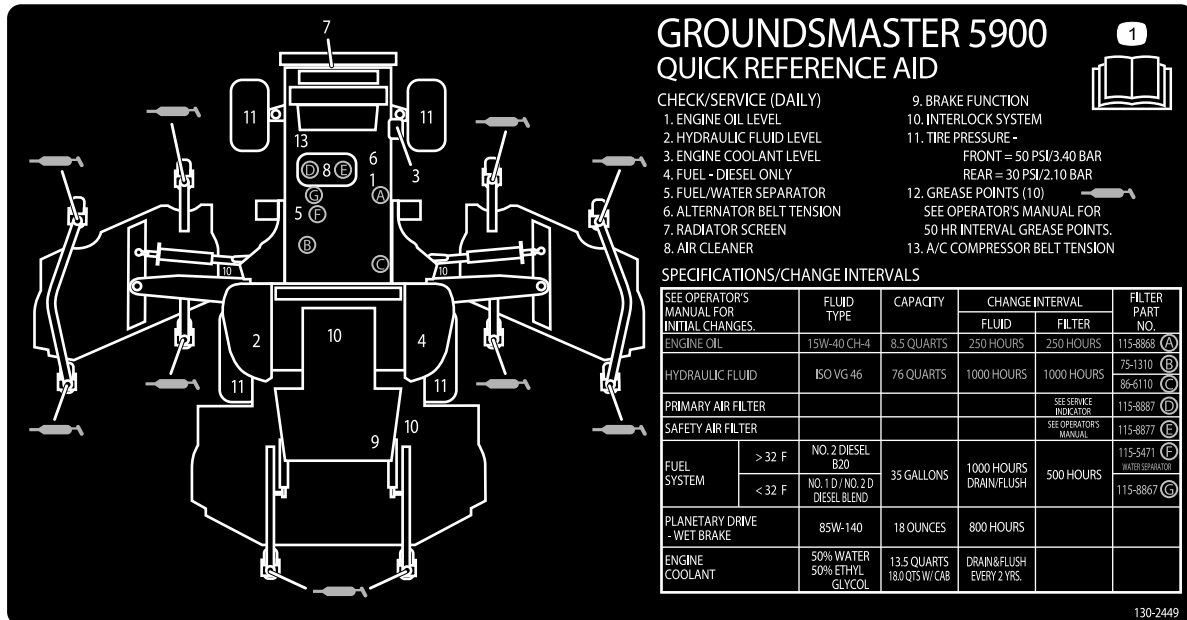 7
11
11
13
D 8 E
6
1
3
G
A
5 F
B
C
10
10
2
10
4
11
11
10
9
GROUNDSMASTER 5900
QUICK REFERENCE AID
1
CHECK/SERVICE (DAILY)
1. ENGINE OIL LEVEL
2. HYDRAULIC FLUID LEVEL
3. ENGINE COOLANT LEVEL
4. FUEL - DIESEL ONLY
5. FUEL/WATER SEPARATOR
6. ALTERNATOR BELT TENSION
7. RADIATOR SCREEN
8. AIR CLEANER
9. BRAKE FUNCTION
10. INTERLOCK SYSTEM
11. TIRE PRESSURE -
FRONT = 50 PSI/3.40 BAR
REAR = 30 PSI/2.10 BAR
12. GREASE POINTS (10)
SEE OPERATOR'S MANUAL FOR
50 HR INTERVAL GREASE POINTS.
13. A/C COMPRESSOR BELT TENSION
SPECIFICATIONS/CHANGE INTERVALS
SEE OPERATOR'S
MANUAL FOR
INITIAL CHANGES.
FLUID
TYPE
CAPACITY
CHANGE INTERVAL
FLUID
FILTER
FILTER
PART
NO.
ENGINE OIL 15W-40 CH-4 8.5 QUARTS 250 HOURS 250 HOURS 115-8868 A
HYDRAULIC FLUID ISO VG 46 76 QUARTS 1000 HOURS 1000 HOURS
75-1310 B
86-6110 C
PRIMARY AIR FILTER
SEE SERVICE
INDICATOR
115-8887 D
SAFETY AIR FILTER
SEE OPERATOR'S
MANUAL
115-8877 E
FUEL
SYSTEM
> 32 F
NO. 2 DIESEL
B20
< 32 F
NO. 1 D / NO. 2 D
DIESEL BLEND
35 GALLONS
1000 HOURS
DRAIN/FLUSH
500 HOURS
115-5471 F
WATER SEPARATOR
115-8867 G
PLANETARY DRIVE
- WET BRAKE
85W-140
18 OUNCES
800 HOURS
ENGINE
COOLANT
50% WATER
50% ETHYL
GLYCOL
13.5 QUARTS
18.0 QTS W/ CAB
DRAIN&FLUSH
EVERY 2 YRS.
130-2449